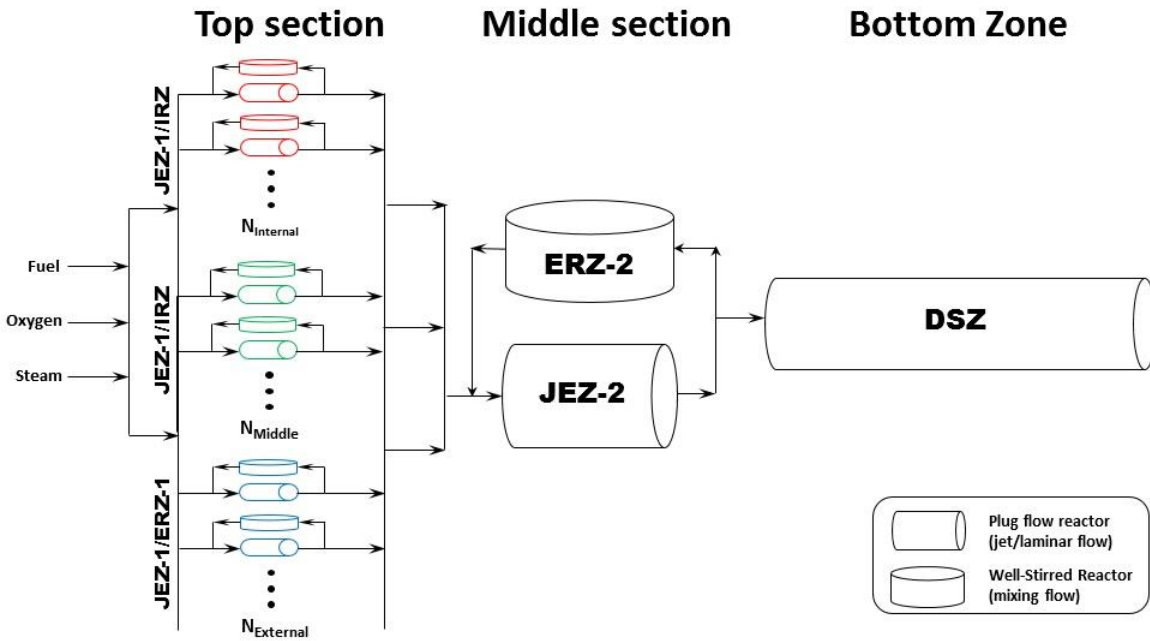 Top section
Middle section
Bottom Zone
JEZ-1/IRZ
N_Internal
Fuel
Oxygen
Steam
JEZ-1/IRZ
N_Middle
JEZ-1/ERZ-1
N_External
ERZ-2
JEZ-2
DSZ
Plug flow reactor
(jet/laminar flow)
Well-Stirred Reactor
(mixing flow)